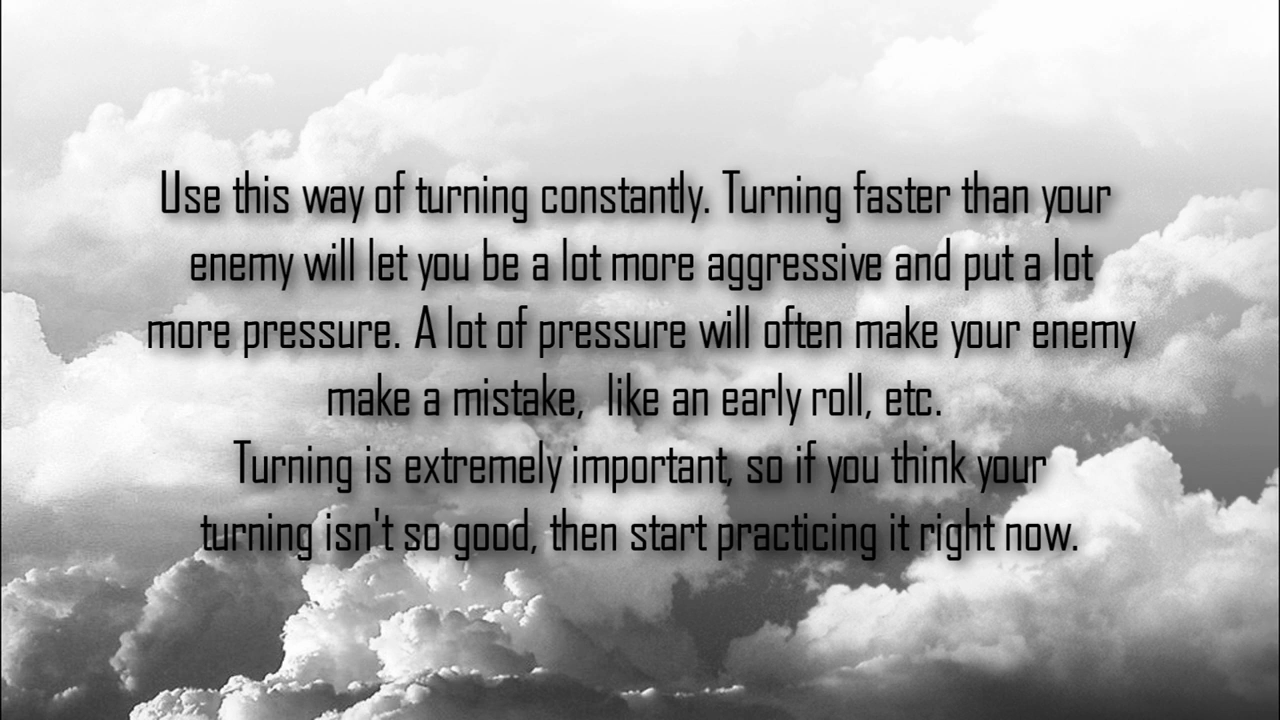 Use this way of turning constantly. Turning faster than your
enemy will let you be a lot more aggressive and put a lot
more pressure. A lot of pressure will often make your enemy
make a mistake,  like an early roll, etc.
Turning is extremely important, so if you think your
turning isn't so good, then start practicing it right now.